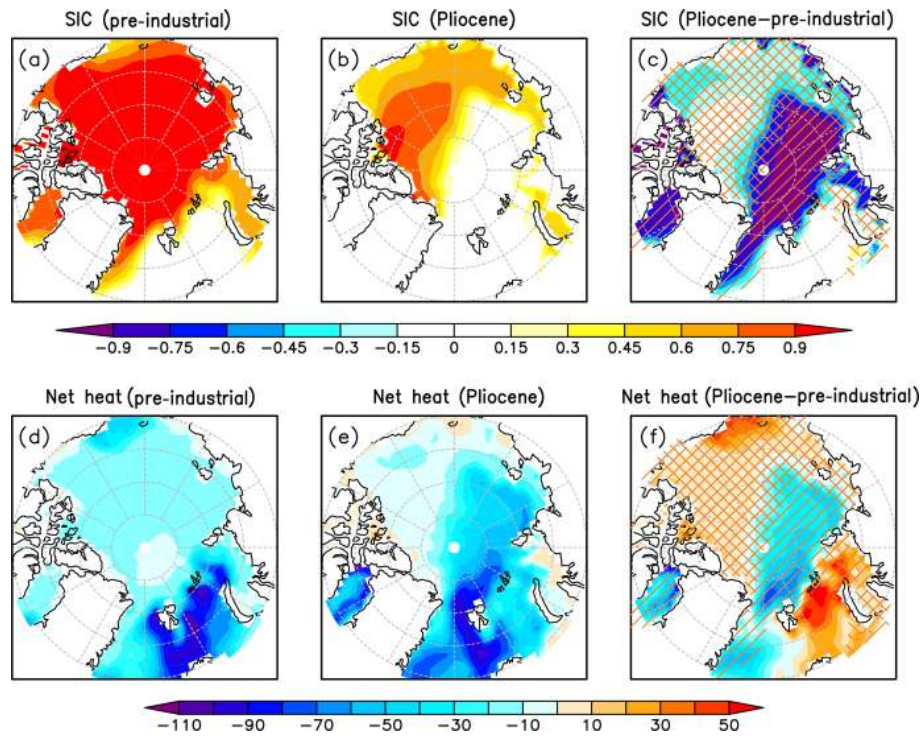 SIC (pre-industrial)
SIC (Pliocene)
SIC (Pliocene−pre-industrial)
(a)
(b)
(c)
−0.9 −0.75 −0.6 −0.45 −0.3 −0.15 0 0.15 0.3 0.45 0.6 0.75 0.9
Net heat (pre-industrial)
Net heat (Pliocene)
Net heat (Pliocene−pre-industrial)
(d)
(e)
(f)
−110 −90 −70 −50 −30 −10 10 30 50